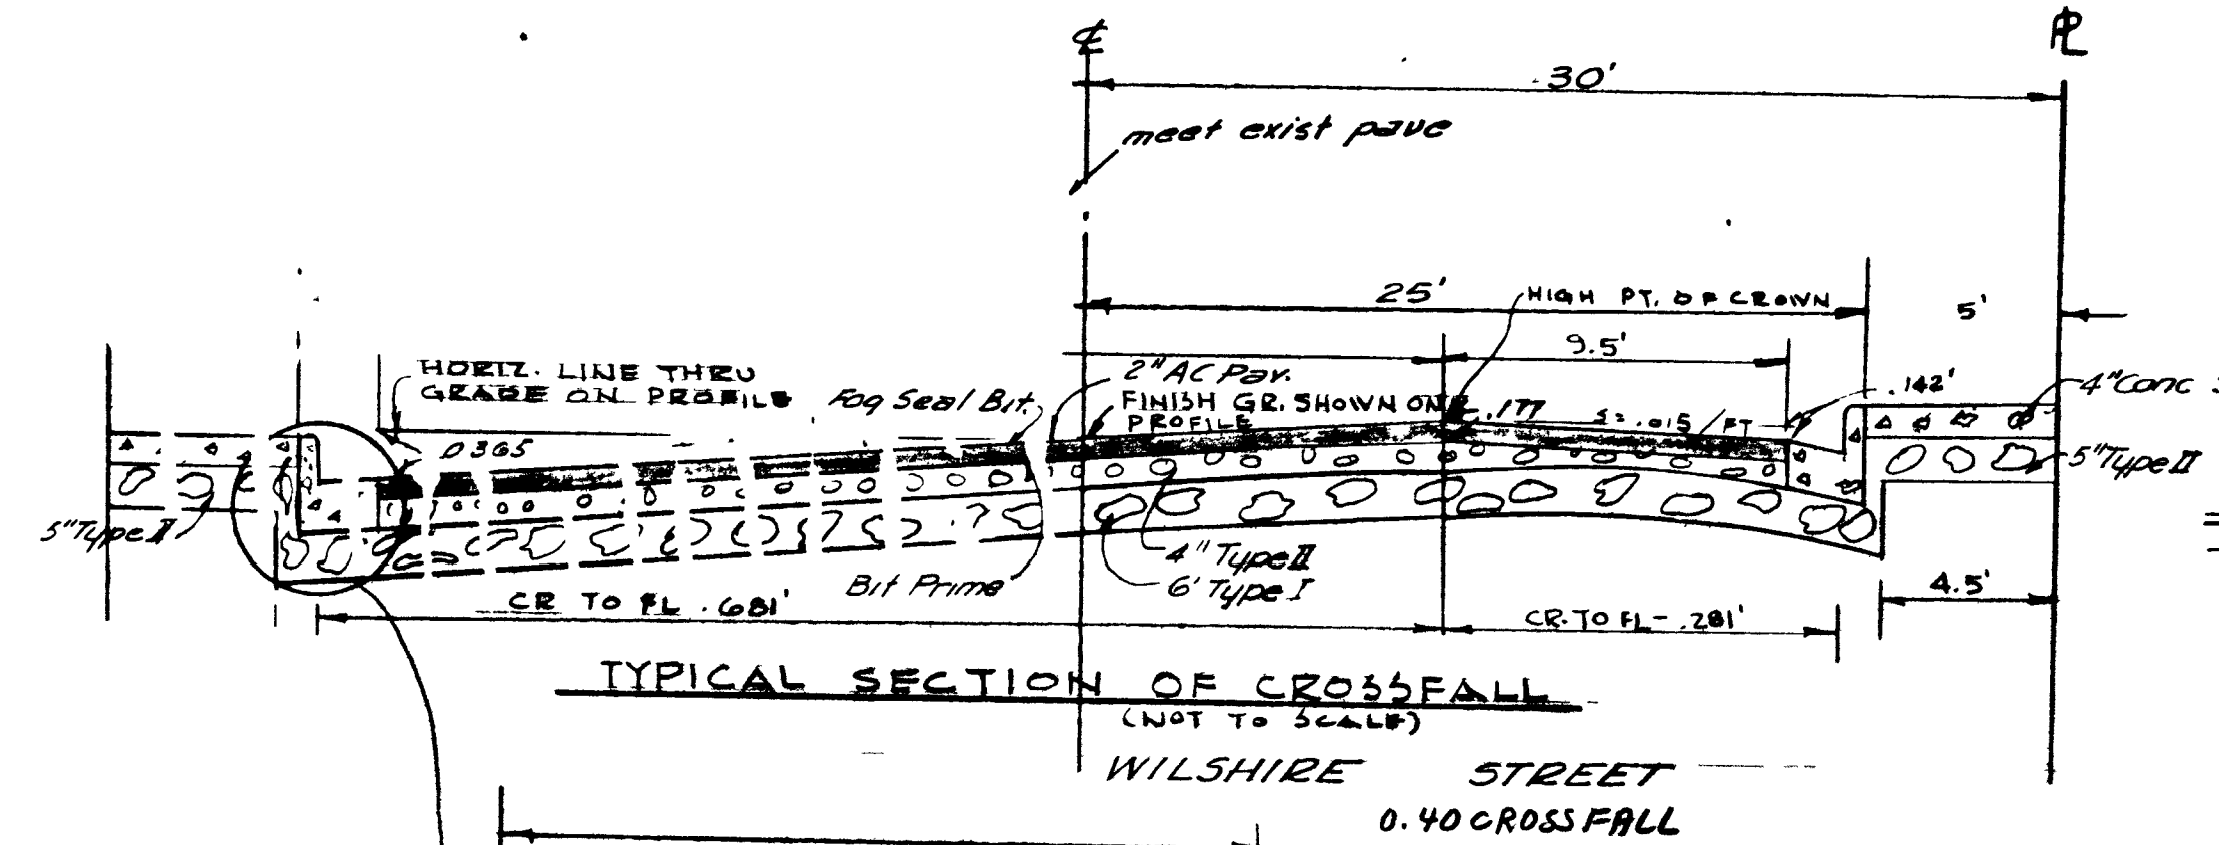 ℄
PL
30'
meet exist pave
25'
HIGH PT. OF CROWN
5'
9.5'
HORIZ. LINE THRU
GRADE ON PROFILE
Fog Seal Bit.
2" AC Pav.
FINISH GR. SHOWN ON
PROFILE
.177
S= .015 /FT
.142'
4" Conc
.0365
5" Type II
5" Type II
4" Type II
6' Type I
Bit Prime
4.5'
CR TO FL .681'
CR. TO FL - .281'
TYPICAL SECTION OF CROSSFALL
(NOT TO SCALE)
WILSHIRE STREET
0.40 CROSSFALL